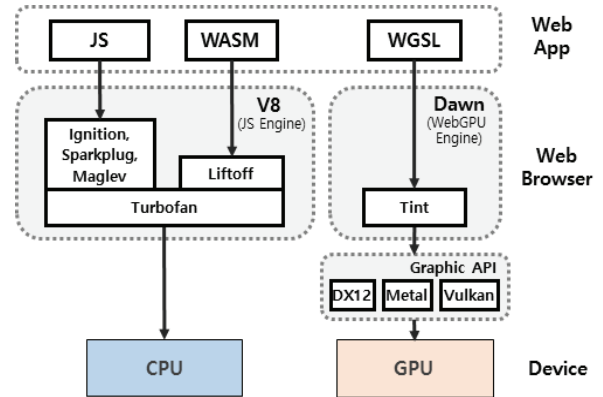 JS
WASM
WGSL
Web
App
V8
(JS Engine)
Ignition,
Sparkplug,
Maglev
Liftoff
Turbofan
Dawn
(WebGPU
Engine)
Tint
Web
Browser
Graphic API
DX12
Metal
Vulkan
CPU
GPU
Device